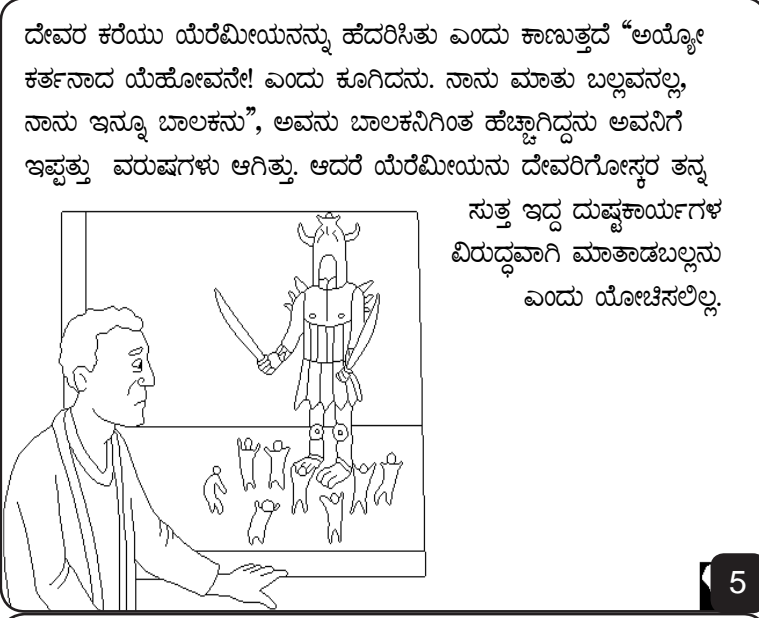 ದೇವರ ಕರೆಯು ಯೆರೆಮೀಯನನ್ನು ಹೆದರಿಸಿತು ಎಂದು ಕಾಣುತ್ತದೆ “ಅಯ್ಯೋ
ಕರ್ತನಾದ ಯೆಹೋವನೇ! ಎಂದು ಕೂಗಿದನು. ನಾನು ಮಾತು ಬಲ್ಲವನಲ್ಲ,
ನಾನು ಇನ್ನೂ ಬಾಲಕನು”, ಅವನು ಬಾಲಕನಿಗಿಂತ ಹೆಚ್ಚಾಗಿದ್ದನು ಅವನಿಗೆ
ಇಪ್ಪತ್ತು ವರುಷಗಳು ಆಗಿತ್ತು. ಆದರೆ ಯೆರೆಮೀಯನು ದೇವರಿಗೋಸ್ಕರ ತನ್ನ
ಸುತ್ತ ಇದ್ದ ದುಷ್ಟಕಾರ್ಯಗಳ
ವಿರುದ್ಧವಾಗಿ ಮಾತಾಡಬಲ್ಲನು
ಎಂದು ಯೋಚಿಸಲಿಲ್ಲ.
5